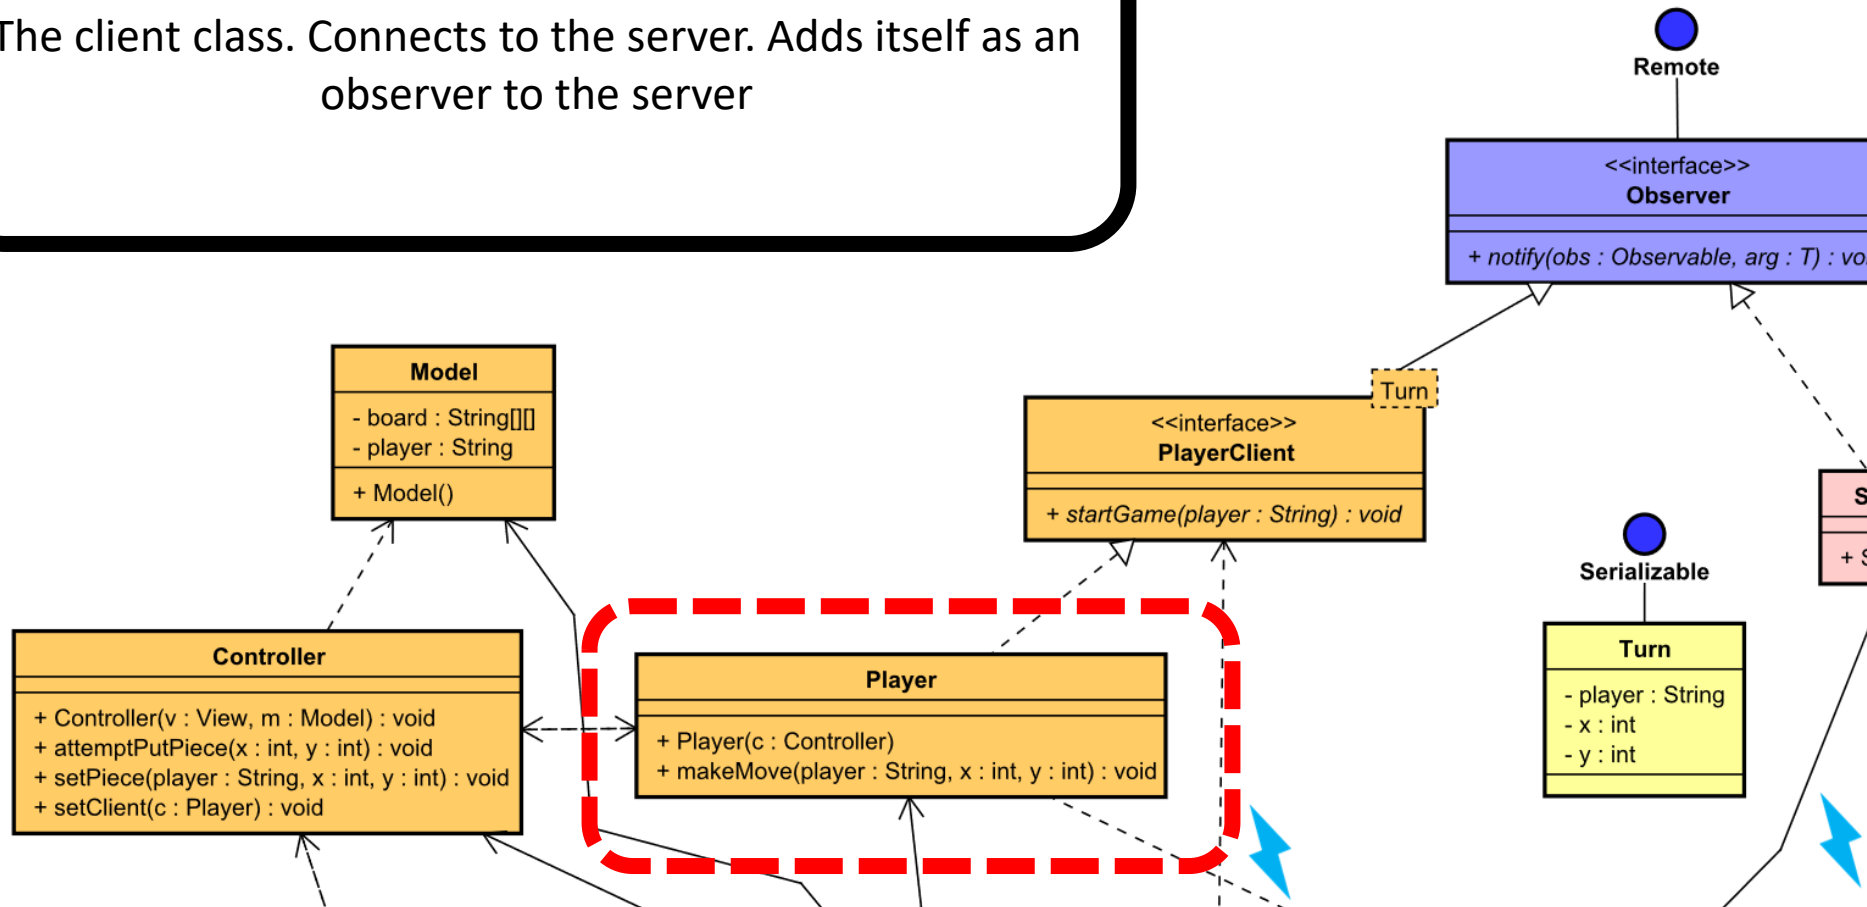 The client class. Connects to the server. Adds itself as an
observer to the server
Remote
<<interface>>
Observer
+ notify(obs : Observable, arg : T) :
Model
- board : String[][]
- player : String
+ Model()
Turn
<<interface>>
PlayerClient
+ startGame(player : String) : void
Serializable
Turn
- player : String
- x : int
- y : int
Controller
+ Controller(v : View, m : Model) : void
+ attemptPutPiece(x : int, y : int) : void
+ setPiece(player : String, x : int, y : int) : void
+ setClient(c : Player) : void
Player
+ Player(c : Controller)
+ makeMove(player : String, x : int, y : int) : void